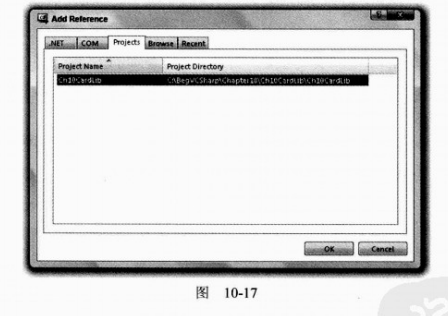 Add Reference
.NET COM Projects Browse Recent
Project Name Project Directory
Ch10CardLib C:\BegVCSharp\Chapter10\Ch10CardLib\Ch10CardLib
OK Cancel
图 10-17